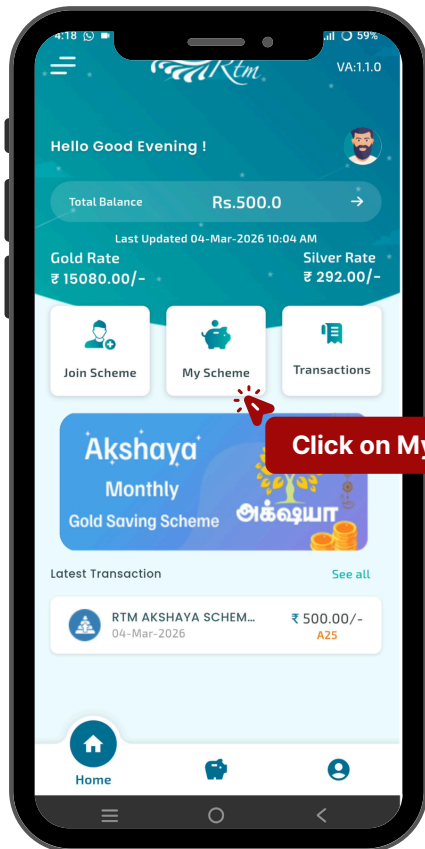 4:18 59%
Rtm
VA:1.1.0
Hello Good Evening !
Total Balance Rs.500.0
Last Updated 04-Mar-2026 10:04 AM
Gold Rate Silver Rate
₹ 15080.00/- ₹ 292.00/-
Join Scheme My Scheme Transactions
Click on My
Akshaya
Monthly
Gold Saving Scheme
அக்ஷயா
Latest Transaction See all
RTM AKSHAYA SCHEM... ₹ 500.00/-
04-Mar-2026 A25
Home